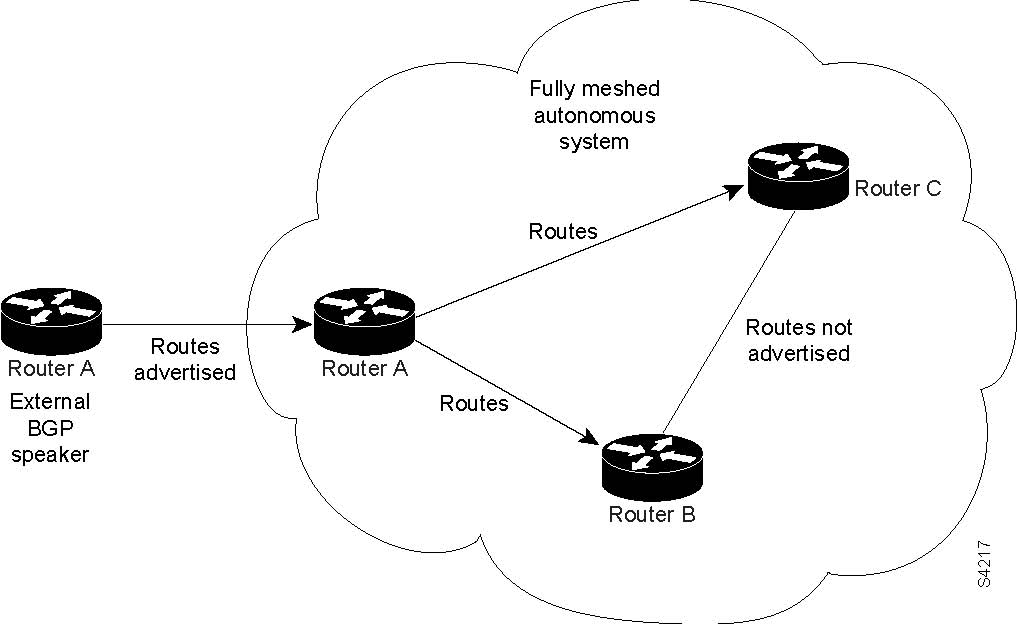 Fully meshed
autonomous
system
Router C
Routes
Routes not
advertised
Routes
advertised
Router A
Router A
External
BGP
speaker
Routes
Router B
S4217